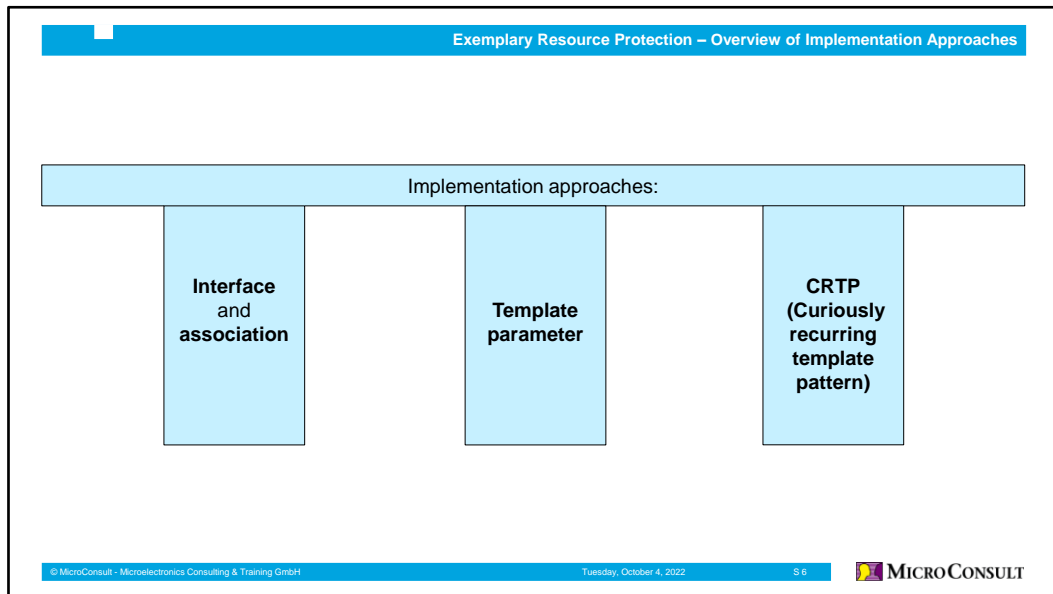 Exemplary Resource Protection – Overview of Implementation Approaches
Implementation approaches:
Interface
and
association
Template
parameter
CRTP
(Curiously
recurring
template
pattern)
© MicroConsult - Microelectronics Consulting & Training GmbH
Tuesday, October 4, 2022
S 6
MICROCONSULT